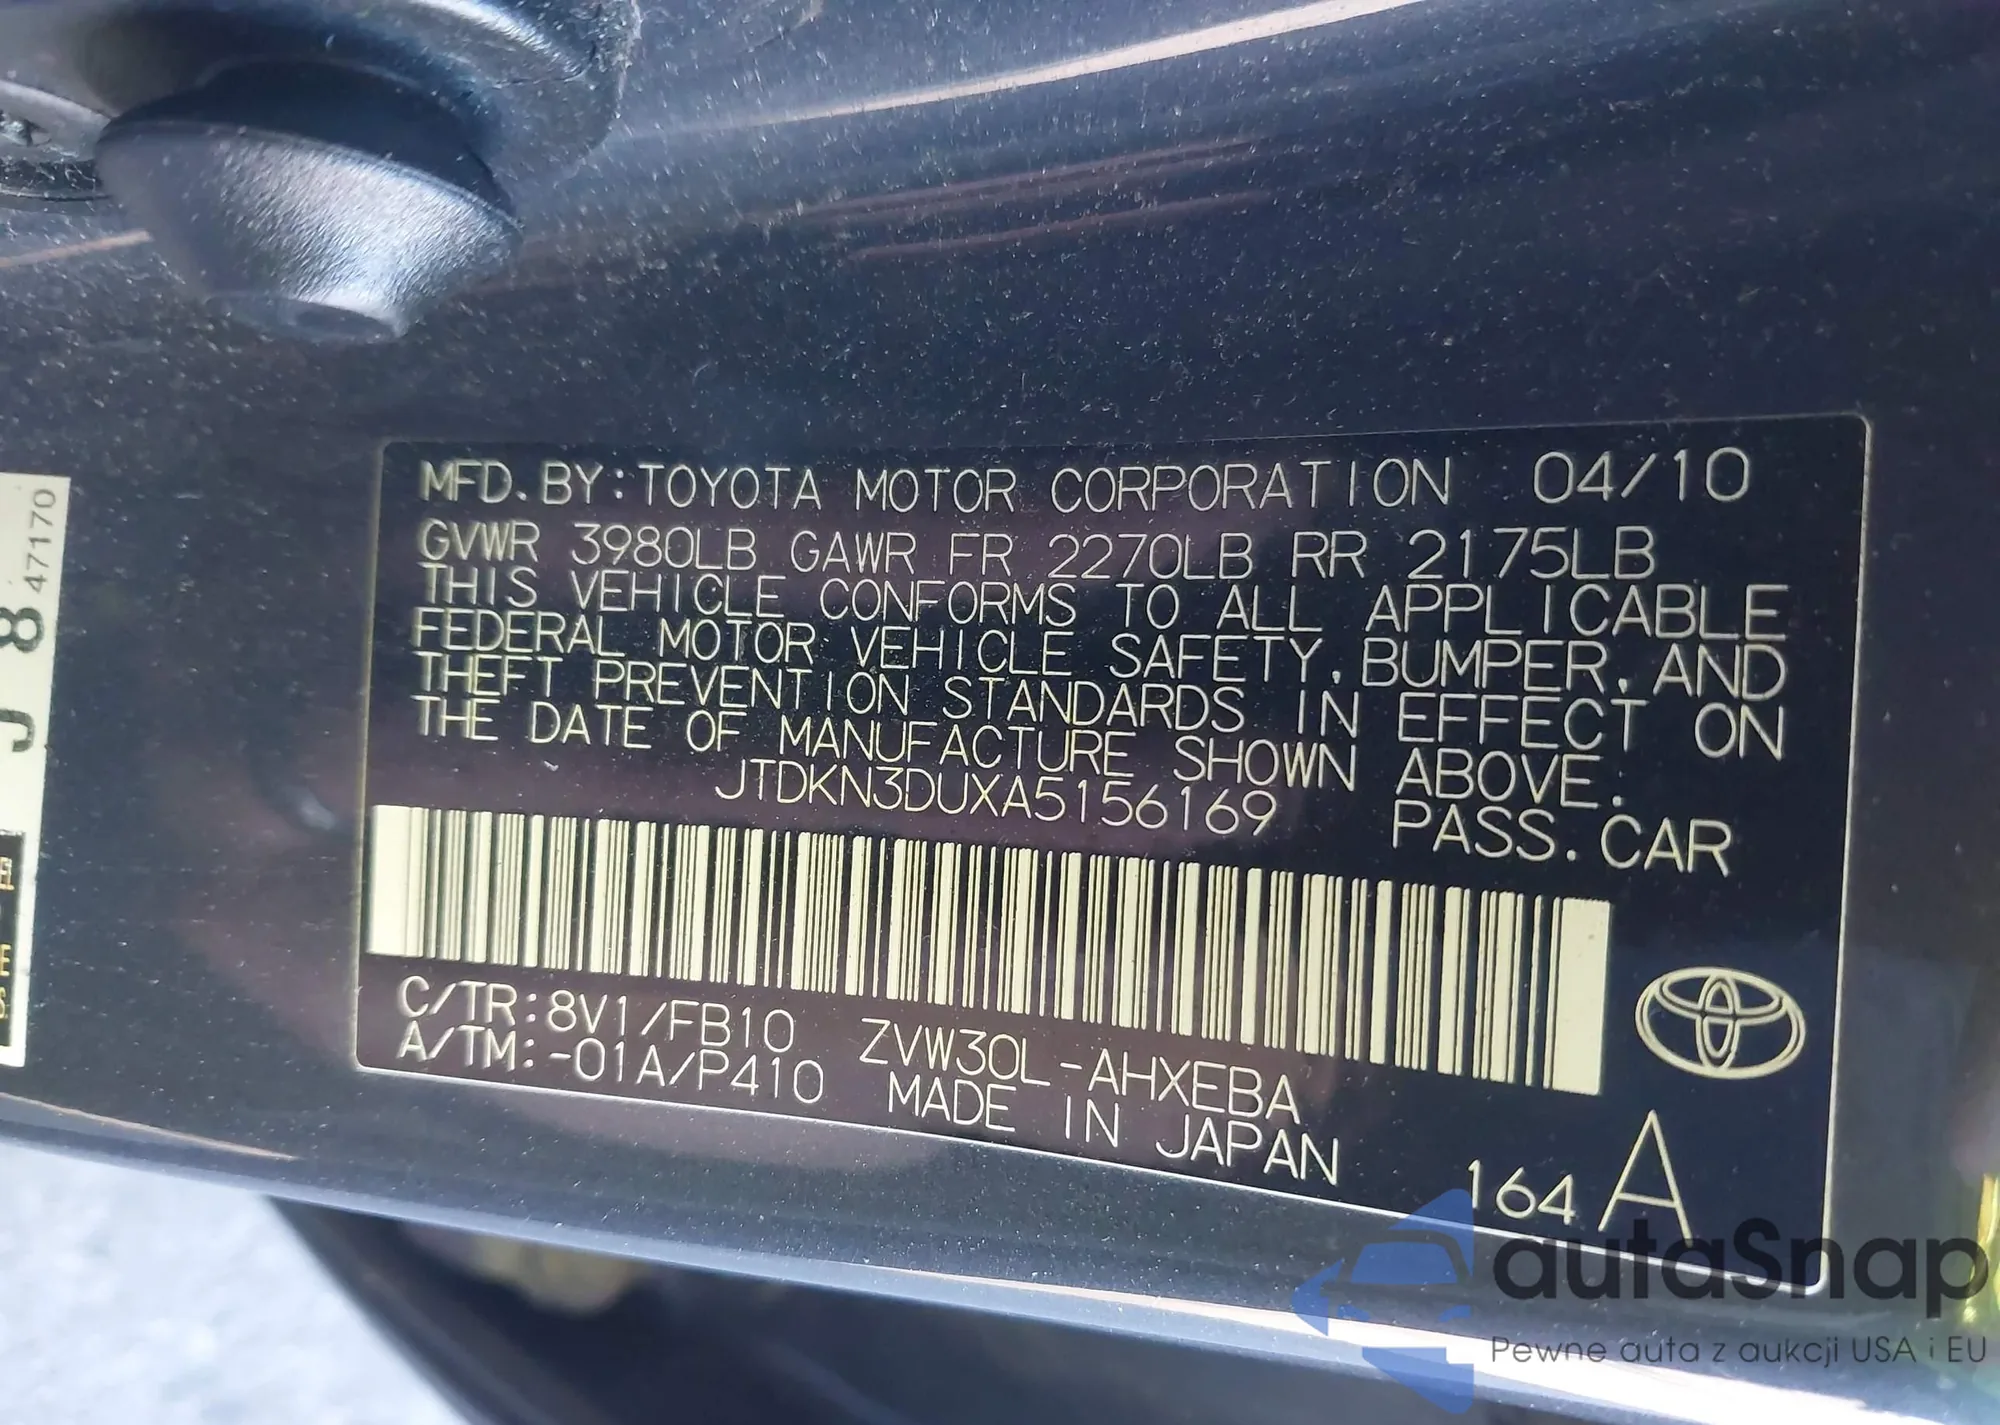 MFD. BY: TOYOTA MOTOR CORPORATION 04/10
GVWR 3980LB GAWR FR 2270LB RR 2175LB
THIS VEHICLE CONFORMS TO ALL APPLICABLE
FEDERAL MOTOR VEHICLE SAFETY, BUMPER, AND
THEFT PREVENTION STANDARDS IN EFFECT ON
THE DATE OF MANUFACTURE SHOWN ABOVE.
JTDKN3DUXA5156169 PASS. CAR
C/TR: 8V1/FB10 ZVW30L-AHXEBA
A/TM: -01A/P410 MADE IN JAPAN
164 A
47170
J 8
autaSnap
Pewne auta z aukcji USA i EU